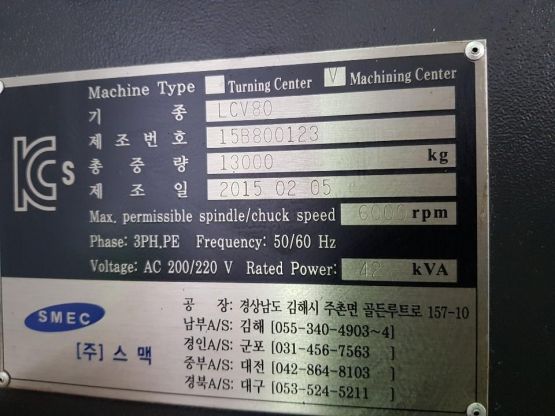 Machine Type Turning Center V Machining Center
기 종 LCV80
제 조 번 호 15B800123
총 중 량 13000 kg
제 조 일 2015 02 05
Max. permissible spindle/chuck speed 6000 rpm
Phase: 3PH.PE Frequency: 50/60 Hz
Voltage: AC 200/220 V Rated Power: 42 kVA
KCs
SMEC
[주] 스 맥
공 장: 경상남도 김해시 주촌면 골든루트로 157-10
남부A/S: 김해 [055-340-4903~4]
경인A/S: 군포 [031-456-7563 ]
중부A/S: 대전 [042-864-8103 ]
경북A/S: 대구 [053-524-5211 ]